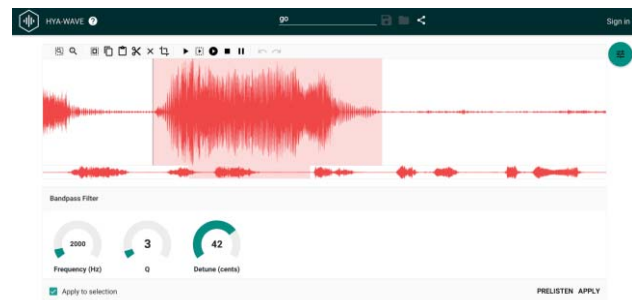 HYA-WAVE ? go Sign in
Bandpass Filter
2000 3 42
Frequency (Hz) Q Detune (cents)
Apply to selection PRELISTEN APPLY